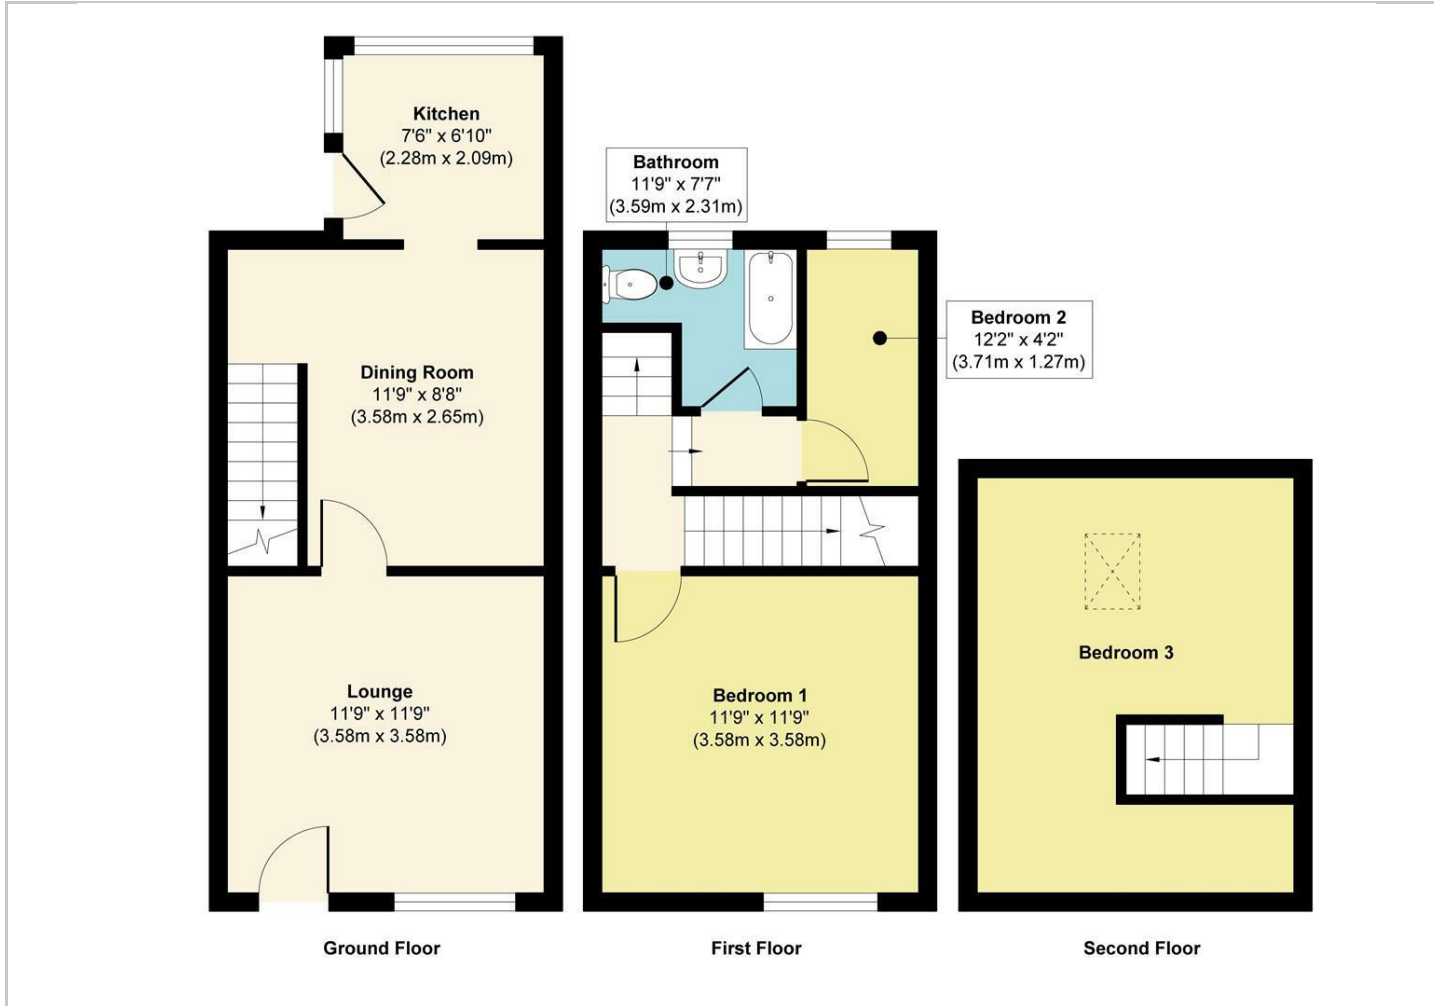 Kitchen
7'6" x 6'10"
(2.28m x 2.09m)
Bathroom
11'9" x 7'7"
(3.59m x 2.31m)
Bedroom 2
12'2" x 4'2"
(3.71m x 1.27m)
Dining Room
11'9" x 8'8"
(3.58m x 2.65m)
Bedroom 3
Lounge
11'9" x 11'9"
(3.58m x 3.58m)
Bedroom 1
11'9" x 11'9"
(3.58m x 3.58m)
Ground Floor
First Floor
Second Floor